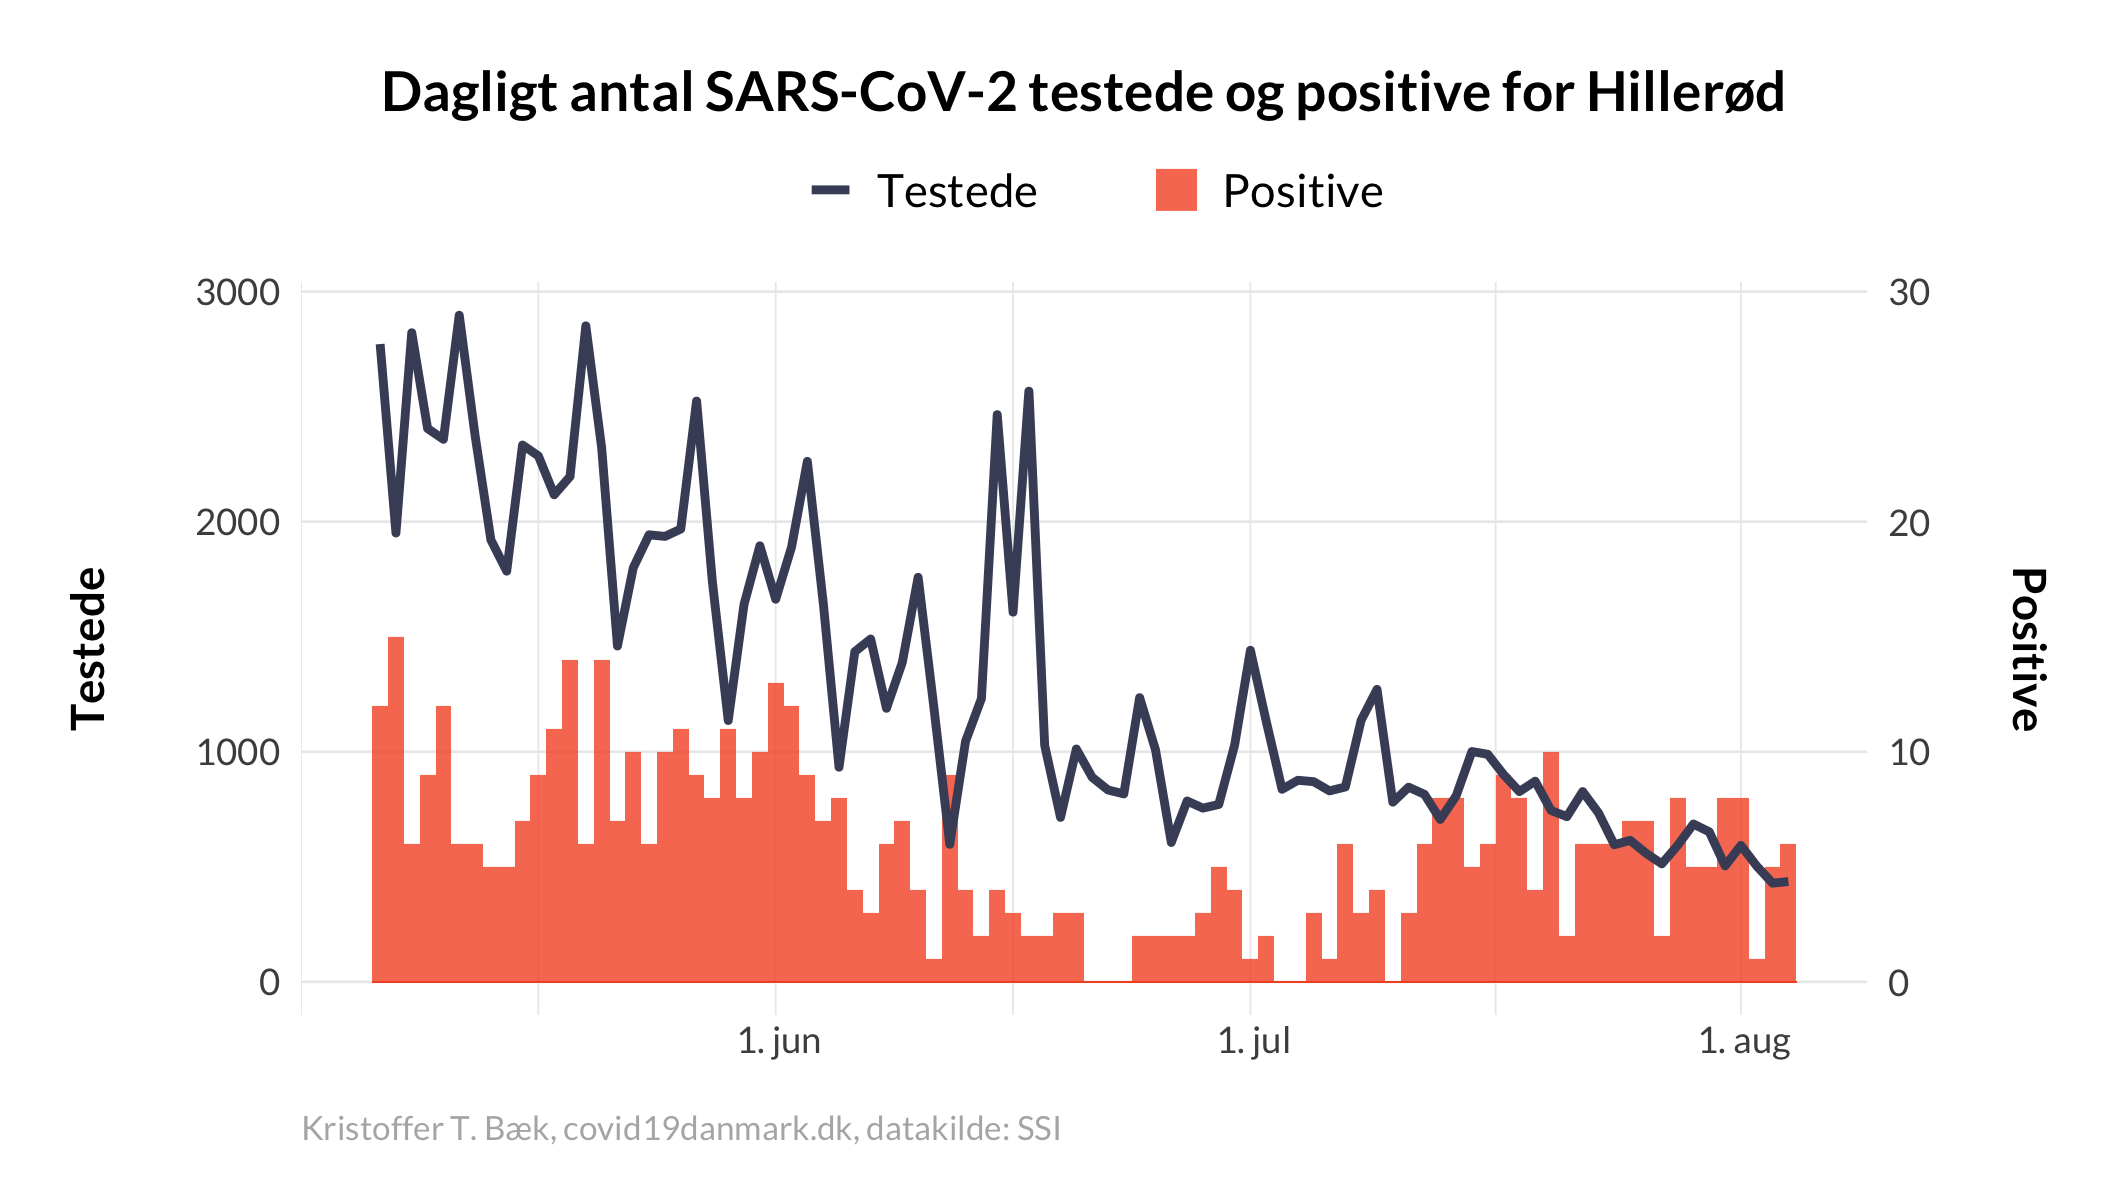 Dagligt antal SARS-CoV-2 testede og positive for Hillerød
Testede
Positive
3000
2000
1000
0
30
20
10
0
Testede
Positive
1. jun
1. jul
1. aug
Kristoffer T. Bæk, covid19danmark.dk, datakilde: SSI